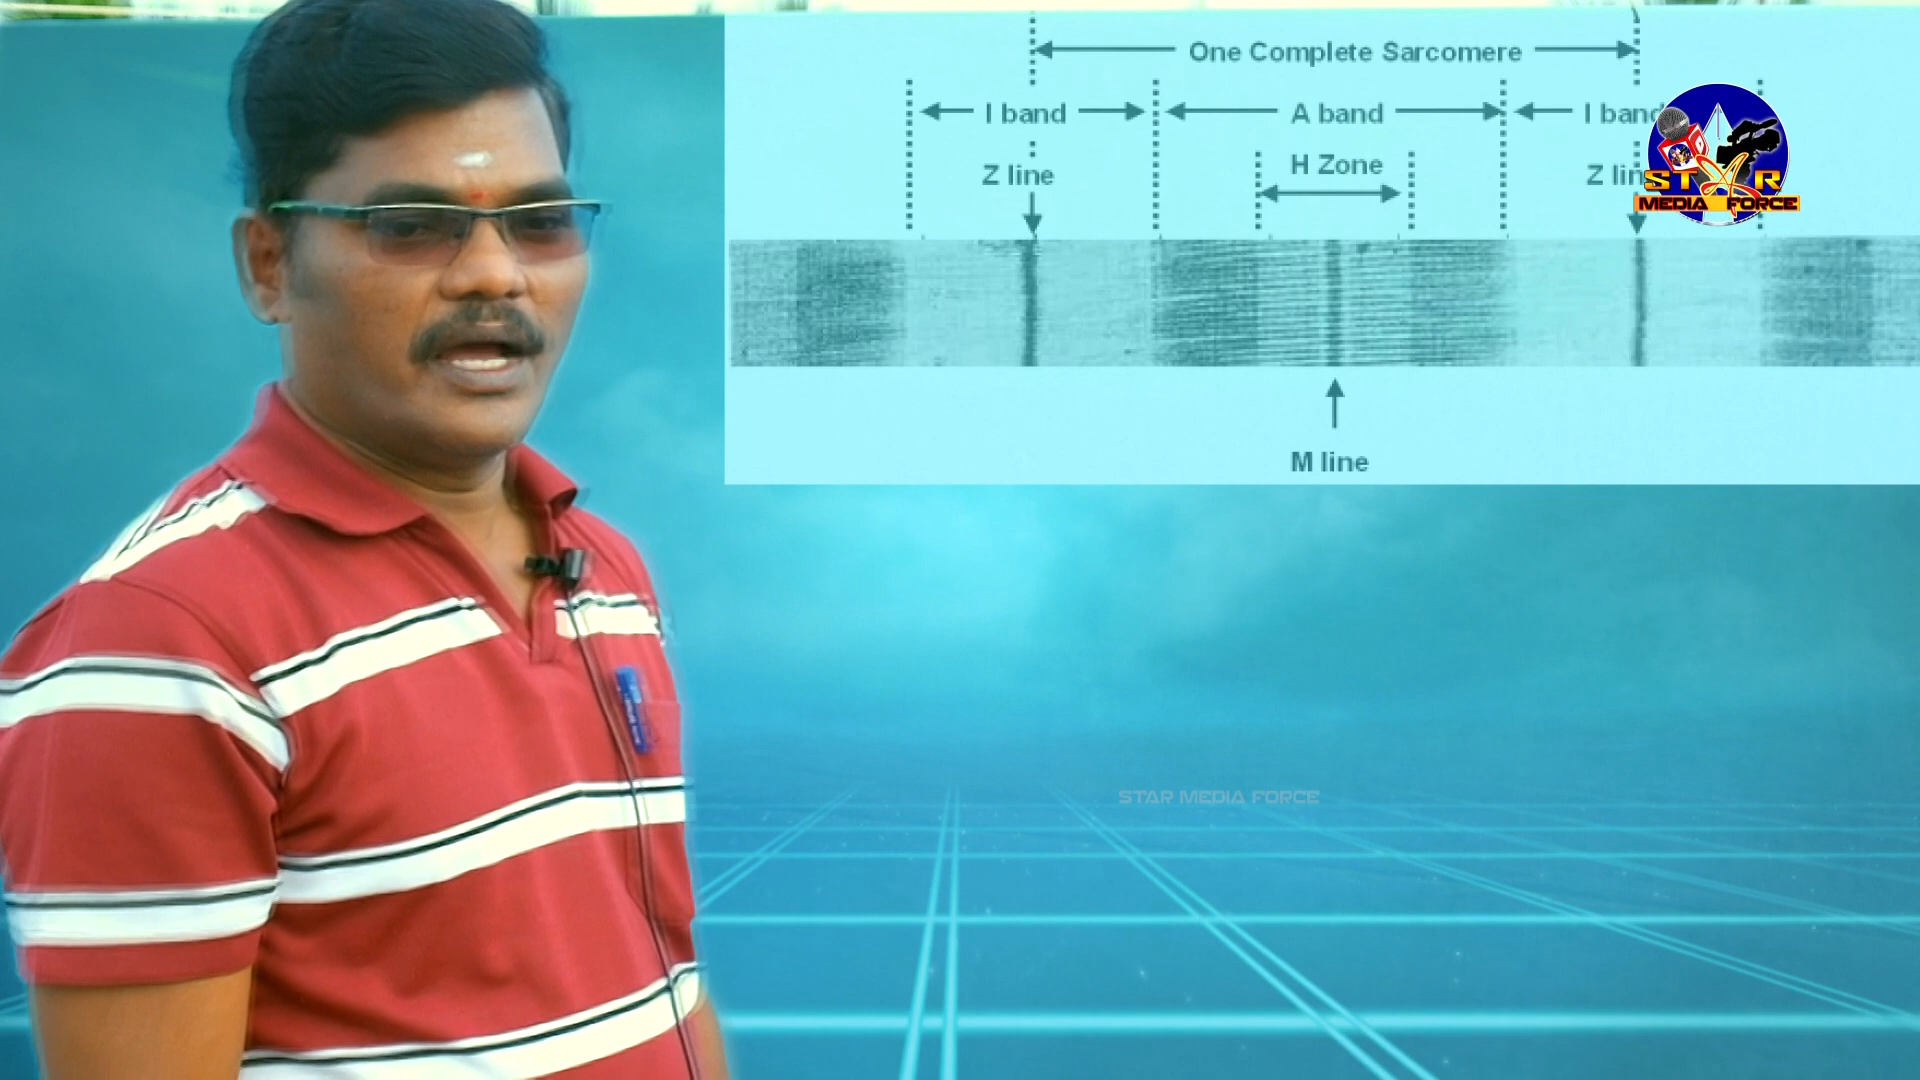 One Complete Sarcomere
I band
A band
I band
Z line
H Zone
Z line
STAR
MEDIA FORCE
M line
STAR MEDIA FORCE